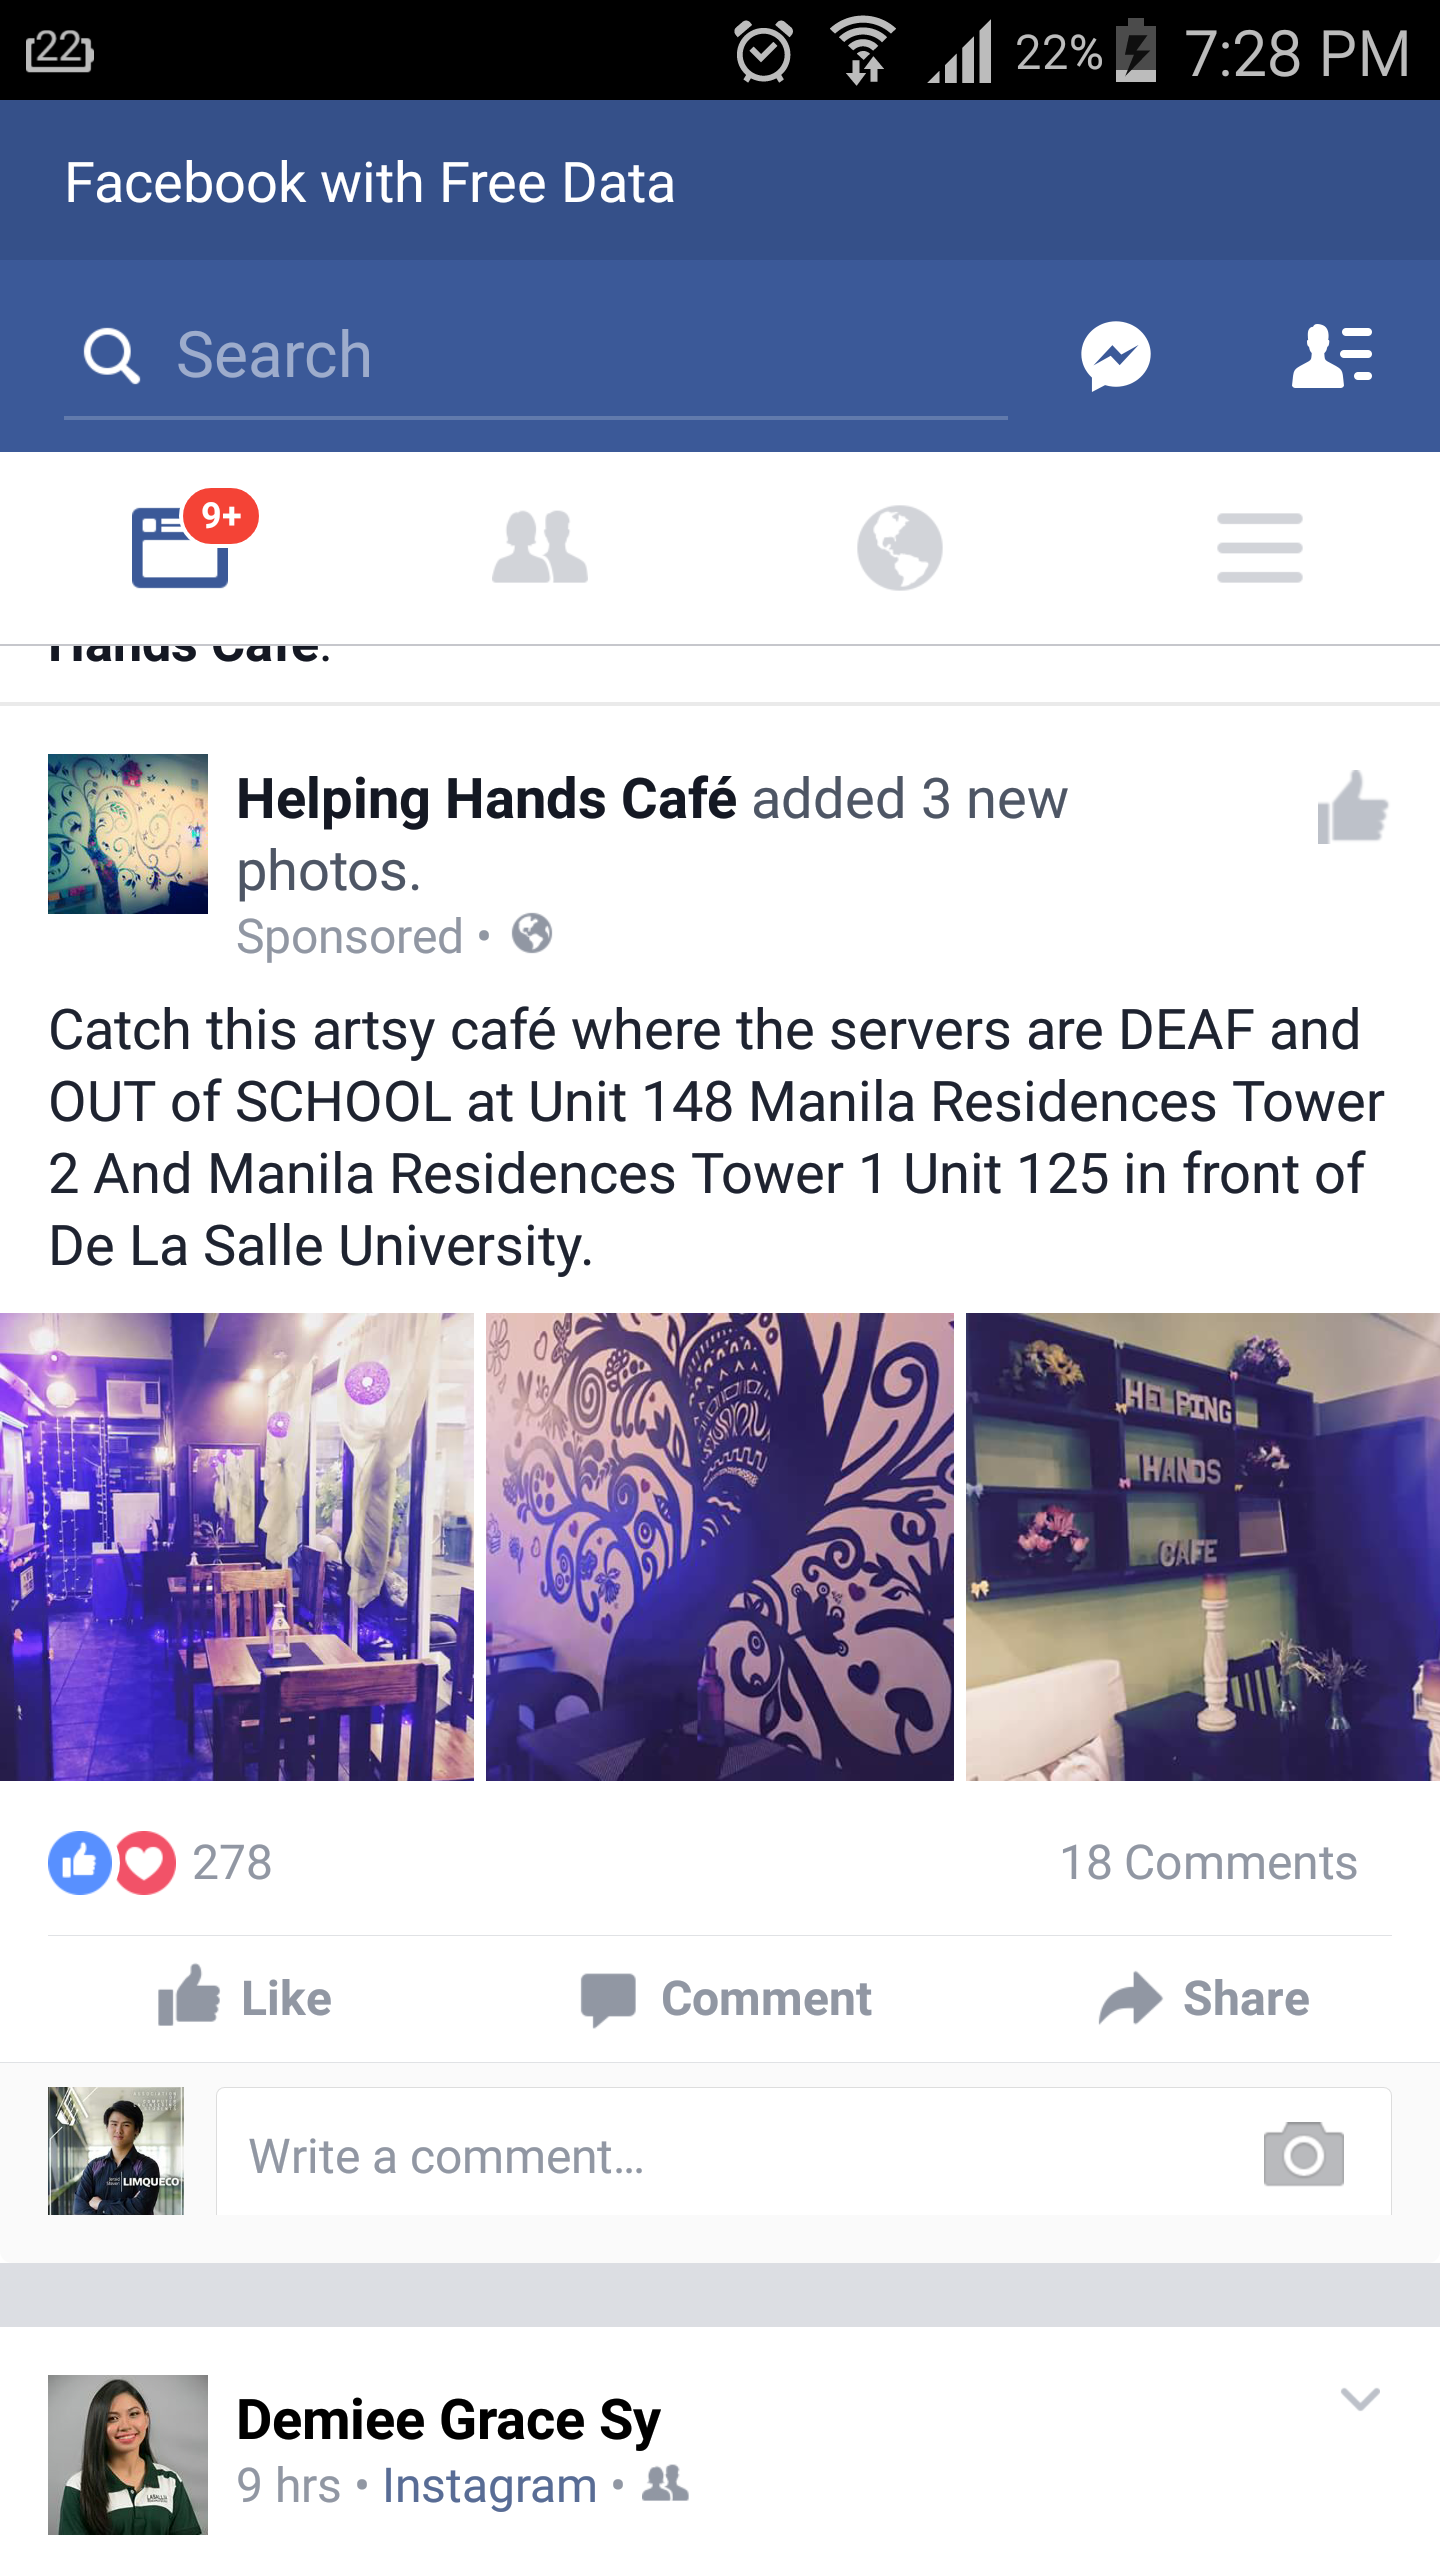 22
22%
7:28 PM
Facebook with Free Data
Search
9+
Hands Café.
Helping Hands Café added 3 new
photos.
Sponsored •
Catch this artsy café where the servers are DEAF and
OUT of SCHOOL at Unit 148 Manila Residences Tower
2 And Manila Residences Tower 1 Unit 125 in front of
De La Salle University.
HELPING
HANDS
CAFE
278
18 Comments
Like
Comment
Share
LIMQUECO
Write a comment...
Demiee Grace Sy
9 hrs • Instagram •